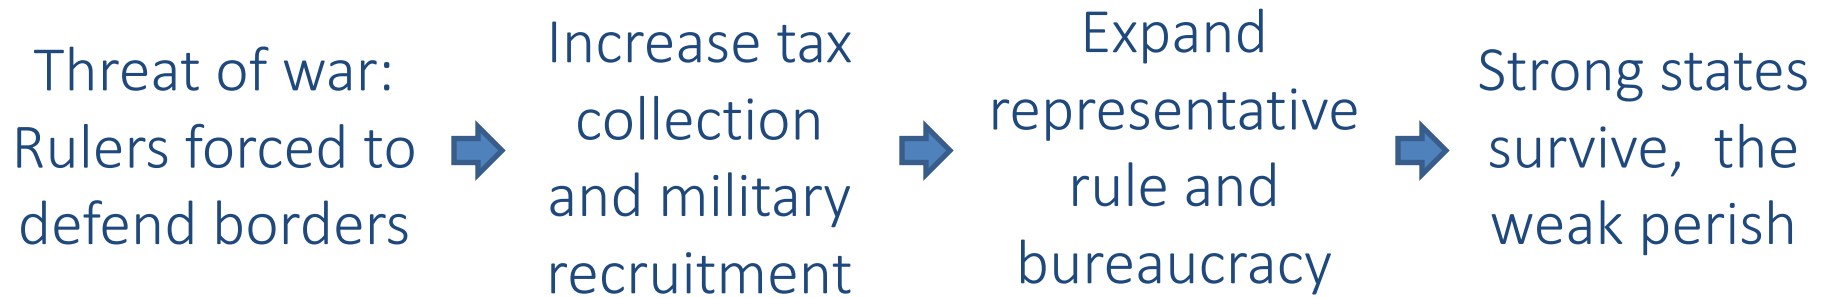 Threat of war:
Rulers forced to
defend borders
Increase tax
collection
and military
recruitment
Expand
representative
rule and
bureaucracy
Strong states
survive,  the
weak perish